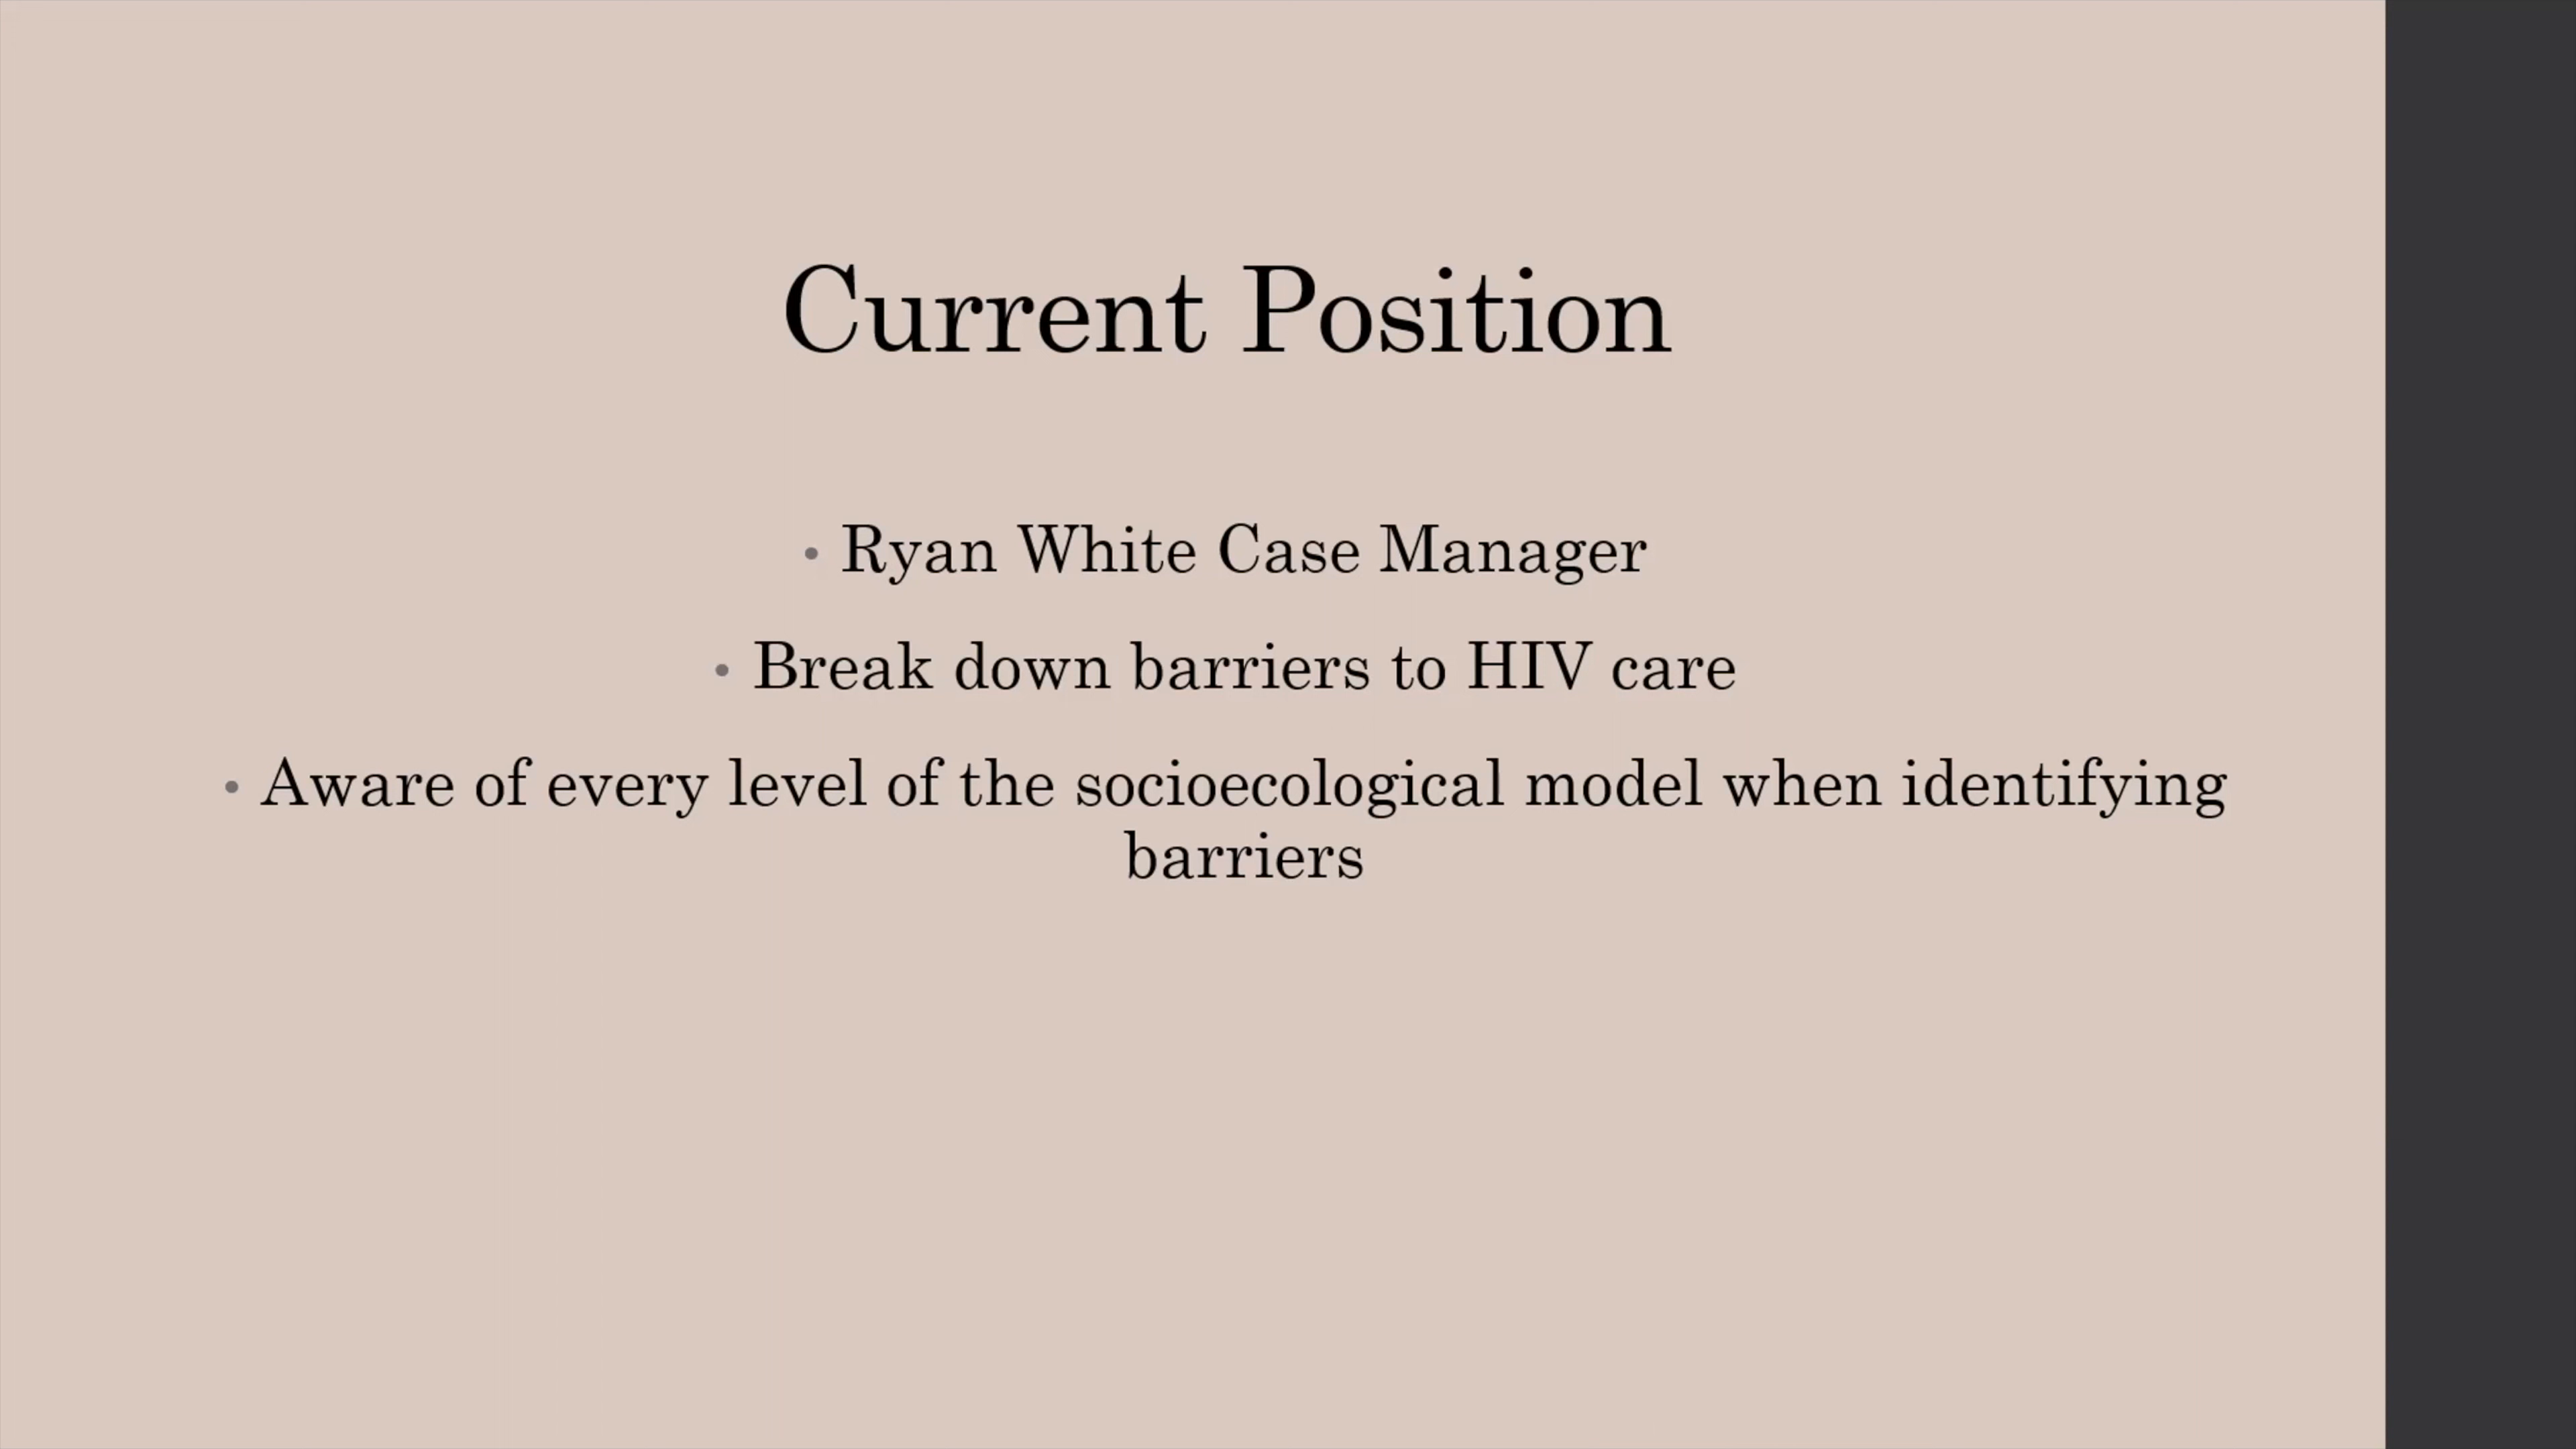 Current Position
• Ryan White Case Manager
• Break down barriers to HIV care
• Aware of every level of the socioecological model when identifying
barriers